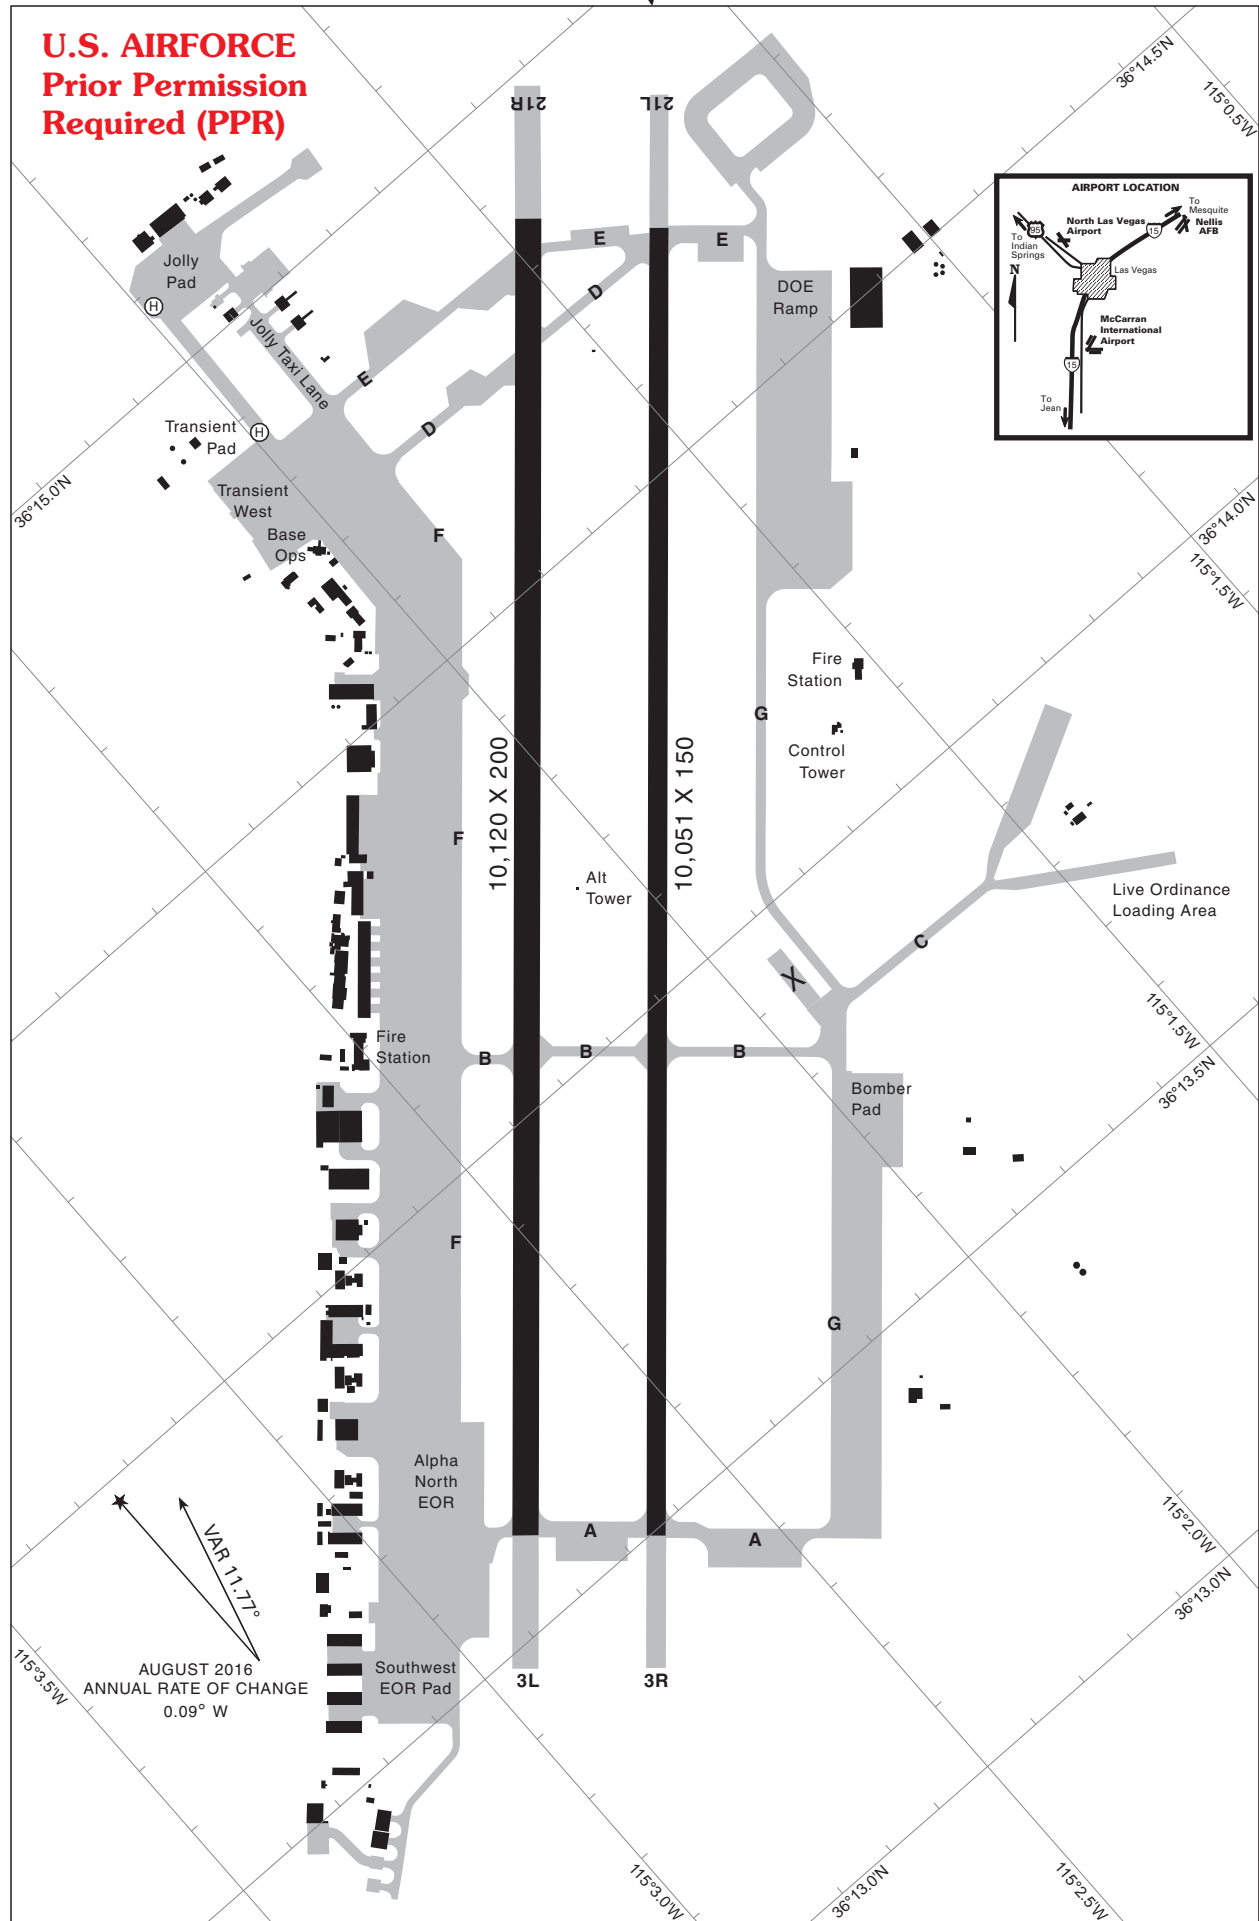 U.S. AIRFORCE
Prior Permission
Required (PPR)
21R
21L
36°14.5'N
115°0.5'W
AIRPORT LOCATION
To
Mesquite
Nellis
AFB
North Las Vegas
Airport
95
15
To
Indian
Springs
N
Las Vegas
McCarran
International
Airport
15
To
Jean
Jolly
Pad
H
Jolly Taxi Lane
E
E
D
DOE
Ramp
E
D
Transient
Pad
H
Transient
West
Base
Ops
36°15.0'N
36°14.0'N
115°1.5'W
F
Fire
Station
G
Control
Tower
10,120 X 200
10,051 X 150
F
Alt
Tower
Live Ordinance
Loading Area
C
X
115°1.5'W
Fire
Station
B
B
B
36°13.5'N
Bomber
Pad
F
G
Alpha
North
EOR
A
A
VAR 11.77°
115°2.0'W
36°13.0'N
115°3.5'W
AUGUST 2016
ANNUAL RATE OF CHANGE
0.09° W
Southwest
EOR Pad
3L
3R
115°3.0'W
36°13.0'N
115°2.5'W